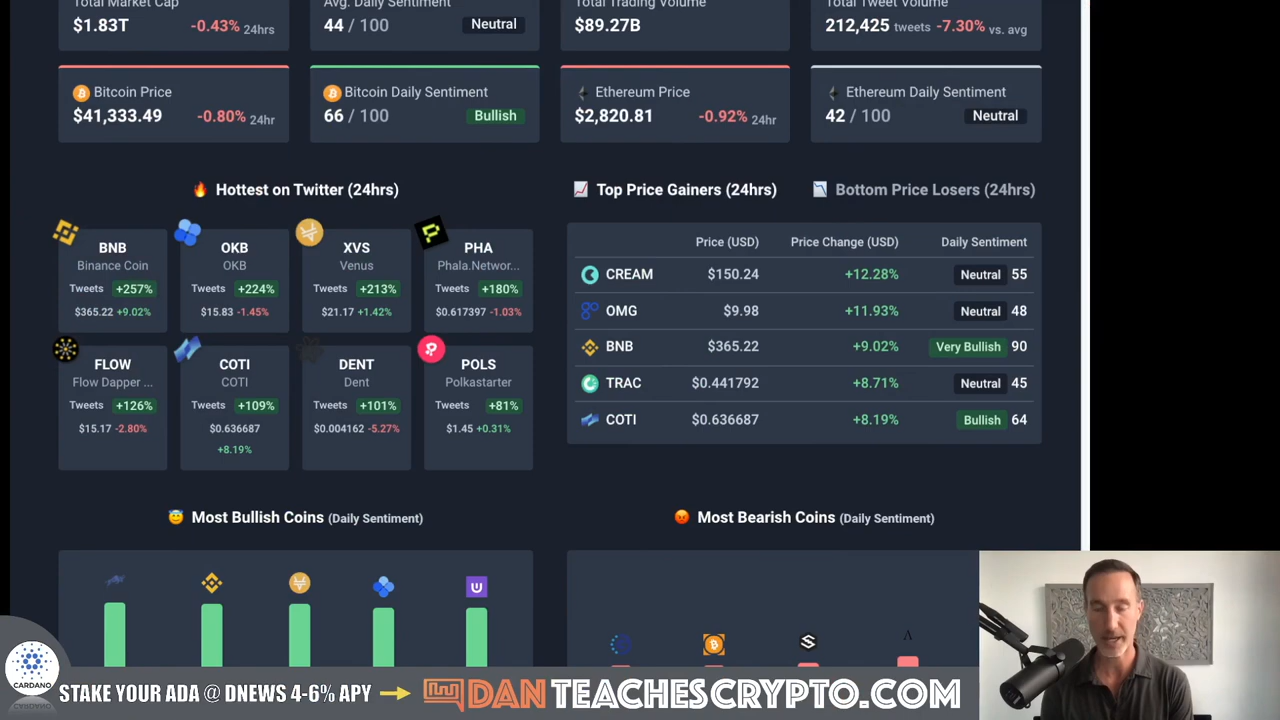 Total Market Cap
$1.83T -0.43% 24hrs
Avg. Daily Sentiment
44 / 100 Neutral
Total Trading Volume
$89.27B
Total Tweet Volume
212,425 tweets -7.30% vs. avg
Bitcoin Price
$41,333.49 -0.80% 24hr
Bitcoin Daily Sentiment
66 / 100 Bullish
Ethereum Price
$2,820.81 -0.92% 24hr
Ethereum Daily Sentiment
42 / 100 Neutral
Hottest on Twitter (24hrs)
BNB
Binance Coin
Tweets +257%
$365.22 +9.02%
OKB
OKB
Tweets +224%
$15.83 -1.45%
XVS
Venus
Tweets +213%
$21.17 +1.42%
PHA
Phala.Networ...
Tweets +180%
$0.617397 -1.03%
FLOW
Flow Dapper ...
Tweets +126%
$15.17 -2.80%
COTI
COTI
Tweets +109%
$0.636687
+8.19%
DENT
Dent
Tweets +101%
$0.004162 -5.27%
POLS
Polkastarter
Tweets +81%
$1.45 +0.31%
Top Price Gainers (24hrs)
Bottom Price Losers (24hrs)
Price (USD) Price Change (USD) Daily Sentiment
CREAM $150.24 +12.28% Neutral 55
OMG $9.98 +11.93% Neutral 48
BNB $365.22 +9.02% Very Bullish 90
TRAC $0.441792 +8.71% Neutral 45
COTI $0.636687 +8.19% Bullish 64
Most Bullish Coins (Daily Sentiment)
Most Bearish Coins (Daily Sentiment)
CARDANO
STAKE YOUR ADA @ DNEWS 4-6% APY
DANTEACHESCRYPTO.COM